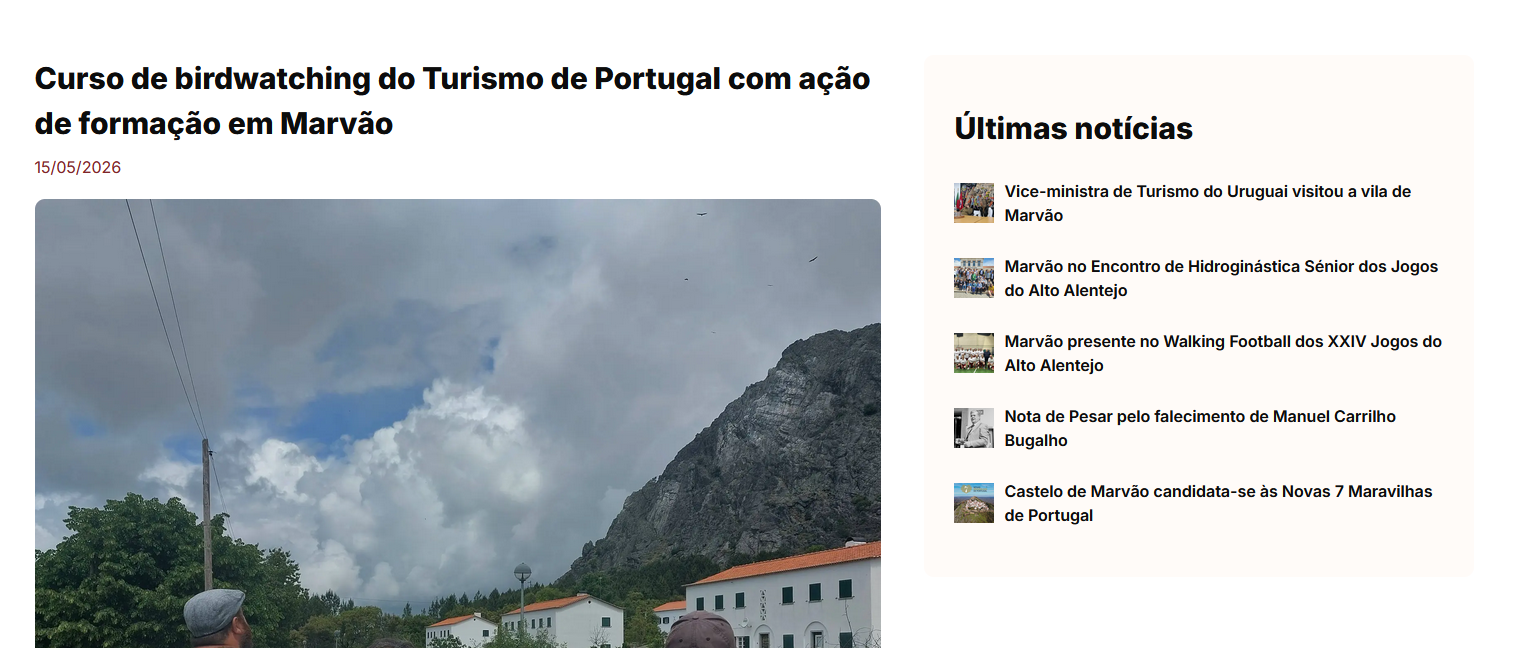 Curso de birdwatching do Turismo de Portugal com ação
de formação em Marvão
15/05/2026
Últimas notícias
Vice-ministra de Turismo do Uruguai visitou a vila de
Marvão
Marvão no Encontro de Hidroginástica Sénior dos Jogos
do Alto Alentejo
Marvão presente no Walking Football dos XXIV Jogos do
Alto Alentejo
Nota de Pesar pelo falecimento de Manuel Carrilho
Bugalho
Castelo de Marvão candidata-se às Novas 7 Maravilhas
de Portugal